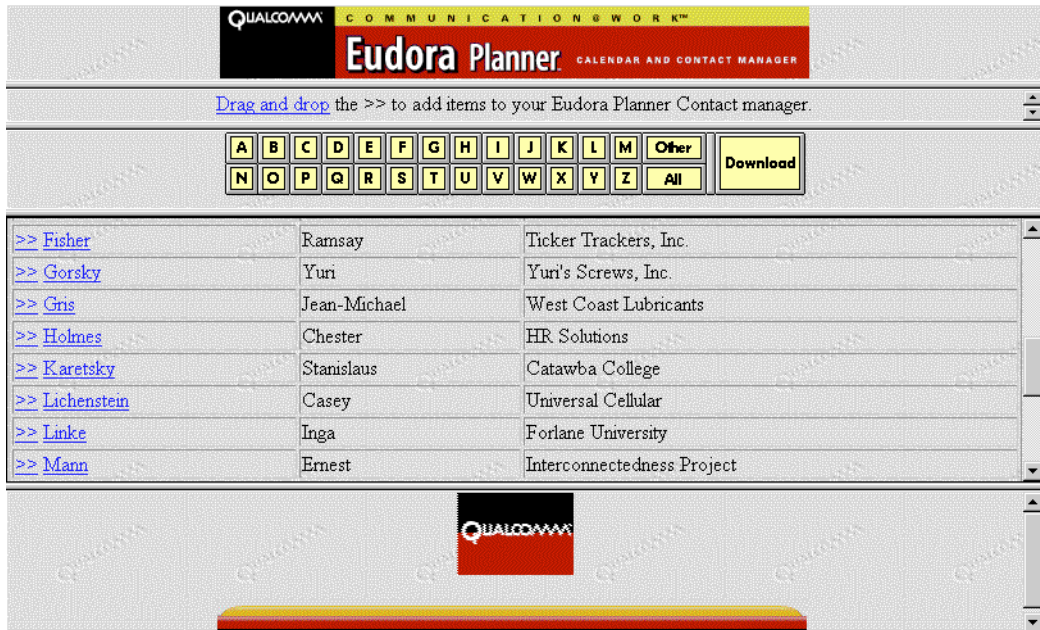 QUALCOMM COMMUNICATION@WORK™
Eudora Planner. CALENDAR AND CONTACT MANAGER
Drag and drop the >> to add items to your Eudora Planner Contact manager.
A B C D E F G H I J K L M Other
Download
N O P Q R S T U V W X Y Z All
>> Fisher Ramsay Ticker Trackers, Inc.
>> Gorsky Yuri Yuri's Screws, Inc.
>> Gris Jean-Michael West Coast Lubricants
>> Holmes Chester HR Solutions
>> Karetsky Stanislaus Catawba College
>> Lichenstein Casey Universal Cellular
>> Linke Inga Forlane University
>> Mann Ernest Interconnectedness Project
QUALCOMM